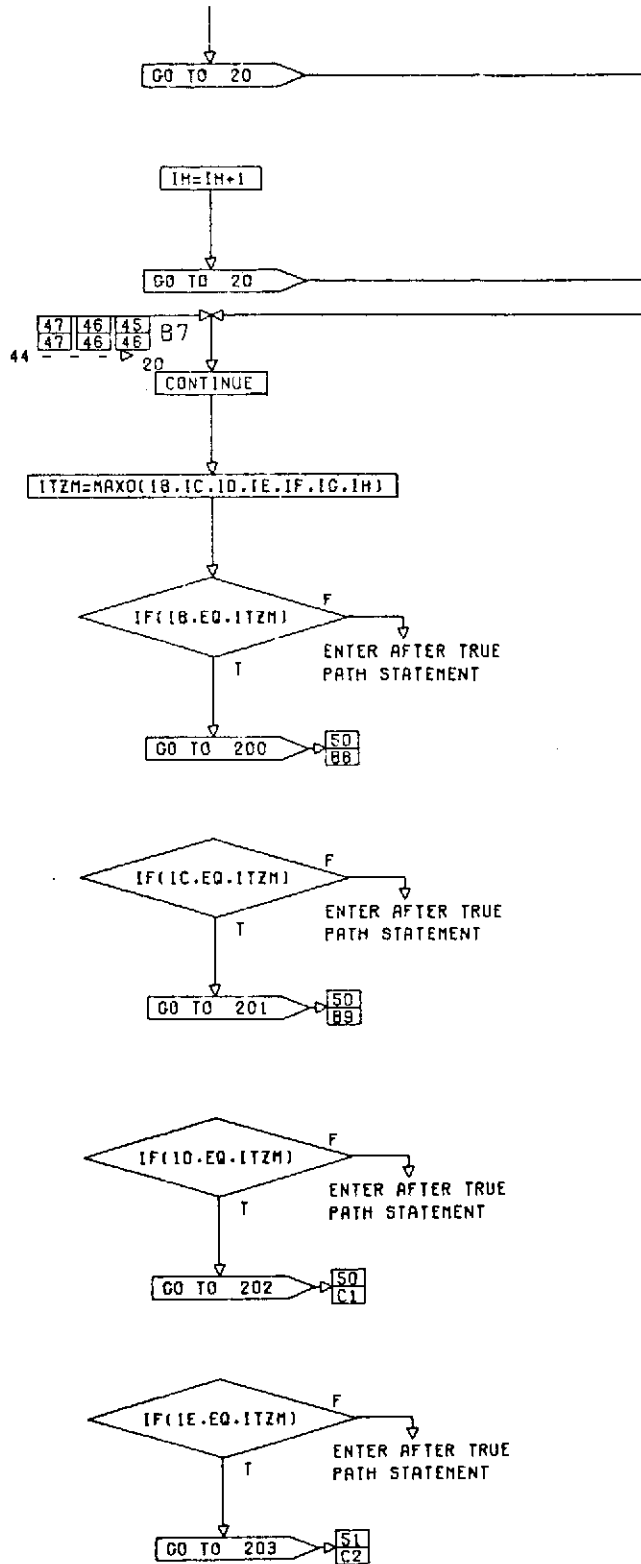 GO TO 20
IH=IH+1
GO TO 20
47 46 45 B7
47 46 46
44 20
CONTINUE
ITZM=MAX0(IB,IC,ID,IE,IF,IG,IH)
IF(IB.EQ.ITZM) F
ENTER AFTER TRUE
PATH STATEMENT
T
GO TO 200 50
B8
IF(IC.EQ.ITZM) F
ENTER AFTER TRUE
PATH STATEMENT
T
GO TO 201 50
B9
IF(ID.EQ.ITZM) F
ENTER AFTER TRUE
PATH STATEMENT
T
GO TO 202 50
C1
IF(IE.EQ.ITZM) F
ENTER AFTER TRUE
PATH STATEMENT
T
GO TO 203 51
C2